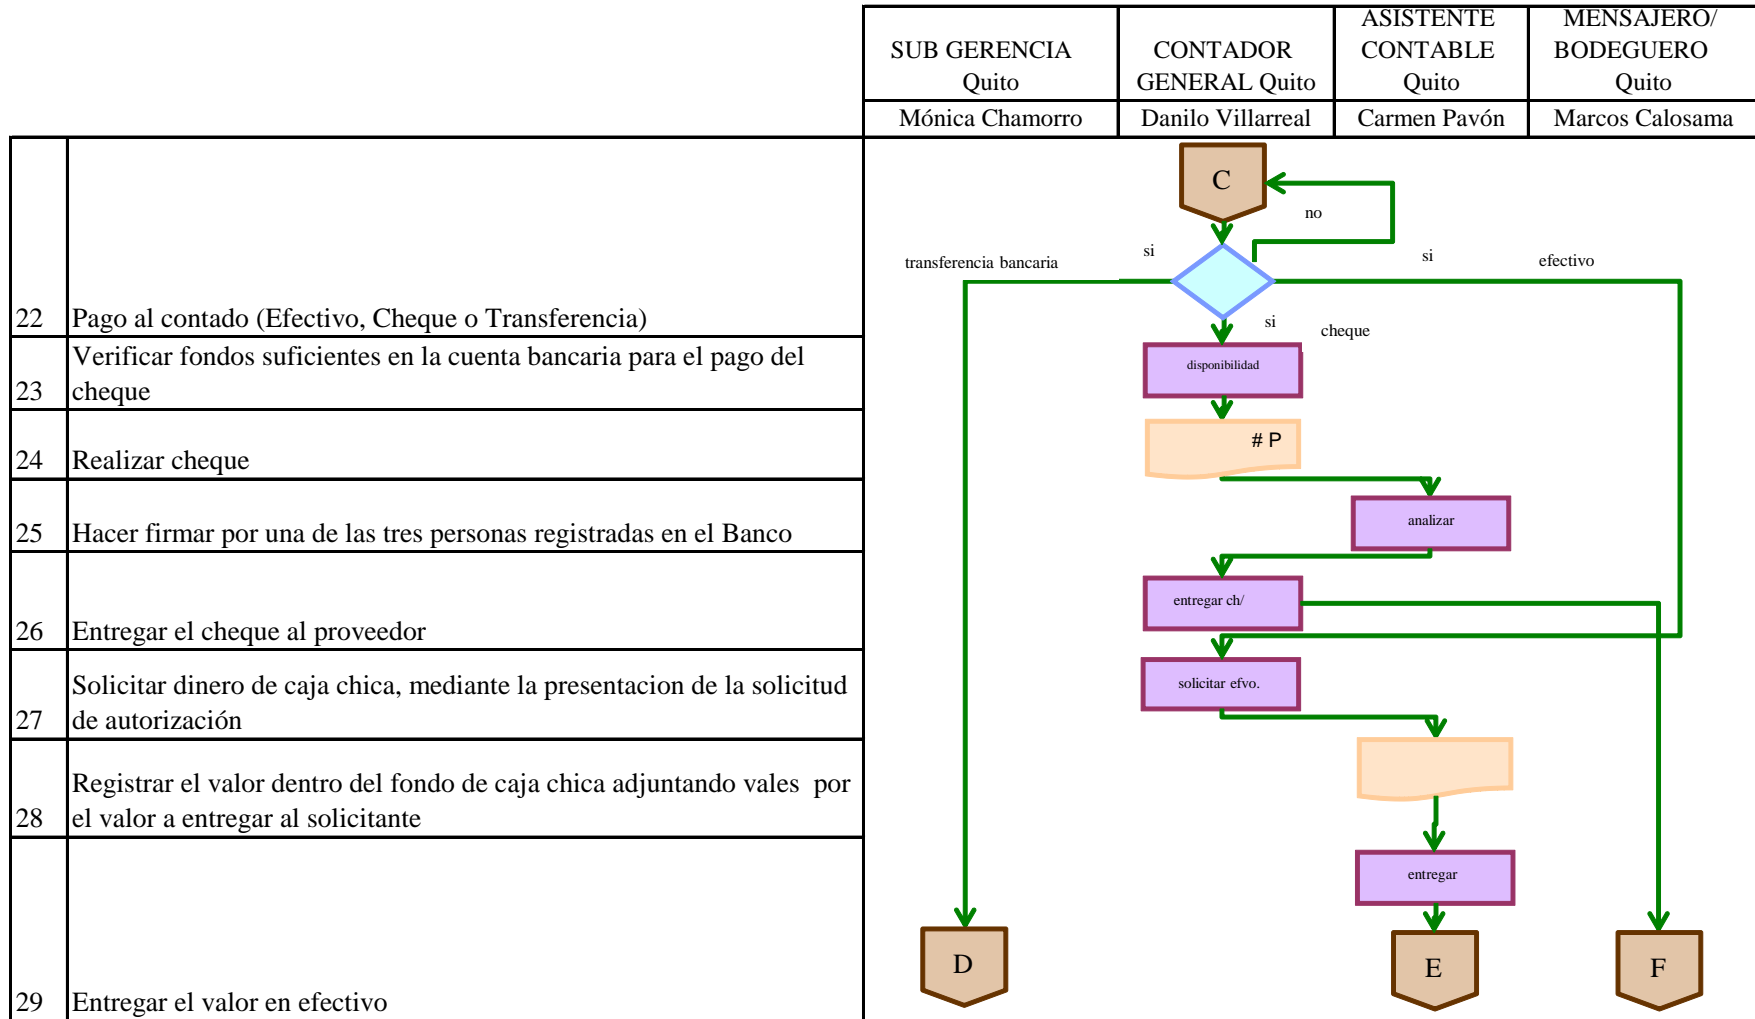 SUB GERENCIA
Quito
CONTADOR
GENERAL Quito
ASISTENTE
CONTABLE
Quito
MENSAJERO/
BODEGUERO
Quito
Mónica Chamorro
Danilo Villarreal
Carmen Pavón
Marcos Calosama
C
no
si
transferencia bancaria
si
efectivo
22 Pago al contado (Efectivo, Cheque o Transferencia)
si
cheque
23 Verificar fondos suficientes en la cuenta bancaria para el pago del
cheque
disponibilidad
24 Realizar cheque
# P
25 Hacer firmar por una de las tres personas registradas en el Banco
analizar
26 Entregar el cheque al proveedor
entregar ch/
27 Solicitar dinero de caja chica, mediante la presentacion de la solicitud
de autorización
solicitar efvo.
28 Registrar el valor dentro del fondo de caja chica adjuntando vales  por
el valor a entregar al solicitante
entregar
29 Entregar el valor en efectivo
D
E
F